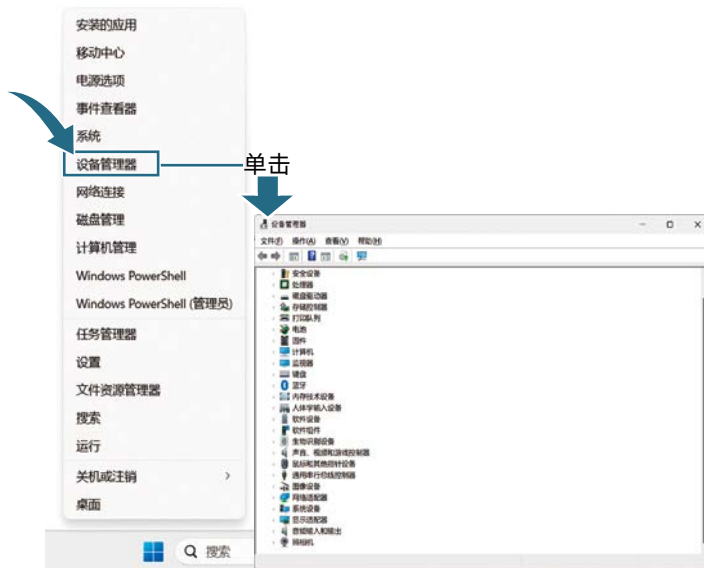 安装的应用
移动中心
电源选项
事件查看器
系统
设备管理器
单击
网络连接
磁盘管理
计算机管理
Windows PowerShell
Windows PowerShell (管理员)
任务管理器
设置
文件资源管理器
搜索
运行
关机或注销
桌面
搜索
设备管理器
文件(F) 操作(A) 查看(V) 帮助(H)
安全设备
处理器
磁盘驱动器
存储控制器
打印队列
电池
固件
计算机
监视器
键盘
蓝牙
内存技术设备
人体学输入设备
软件设备
软件组件
生物识别设备
声音、视频和游戏控制器
鼠标和其他指针设备
通用串行总线控制器
图像设备
网络适配器
系统设备
显示适配器
音频输入和输出
照相机